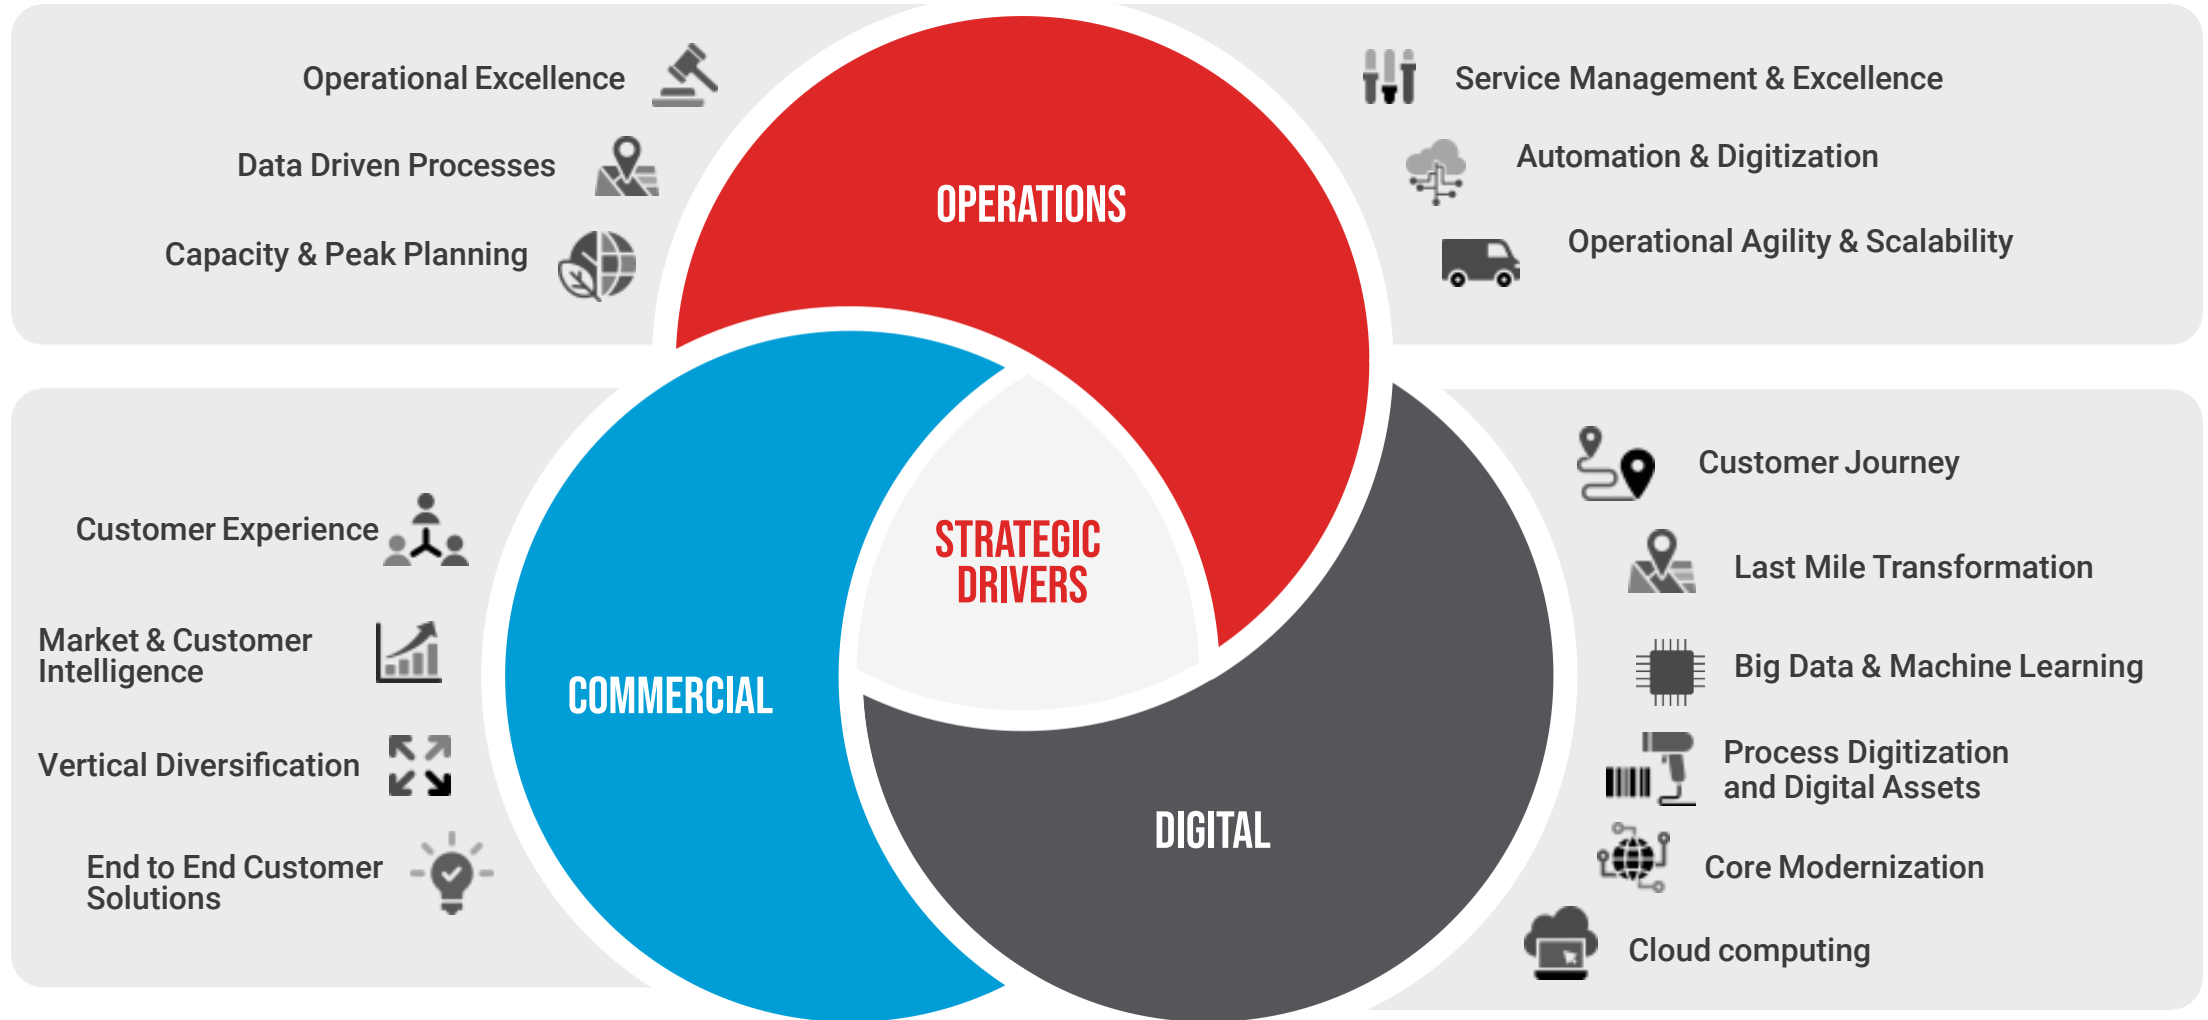 Operational Excellence
Data Driven Processes
Capacity & Peak Planning
OPERATIONS
Service Management & Excellence
Automation & Digitization
Operational Agility & Scalability
Customer Experience
Market & Customer
Intelligence
Vertical Diversification
End to End Customer
Solutions
COMMERCIAL
STRATEGIC
DRIVERS
DIGITAL
Customer Journey
Last Mile Transformation
Big Data & Machine Learning
Process Digitization
and Digital Assets
Core Modernization
Cloud computing